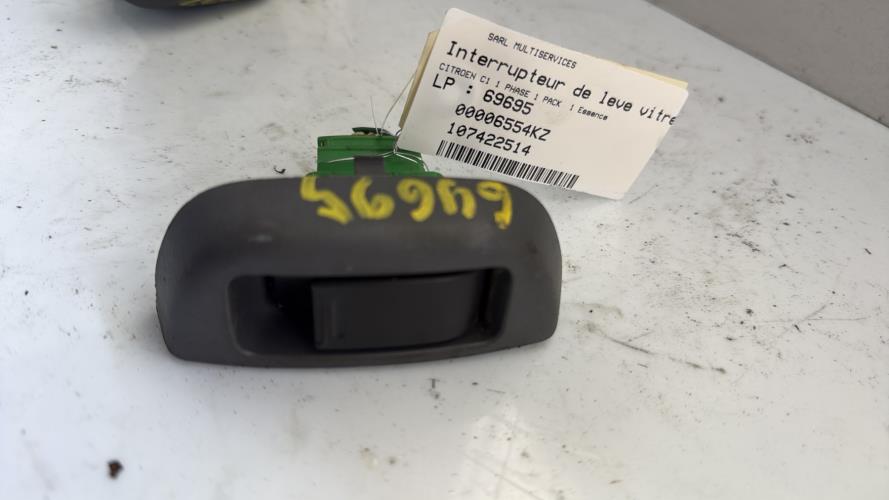 SARL MULTISERVICES
Interrupteur de leve vitre
CITROEN C1 1 PHASE 1 PACK 1 Essence
LP : 69695
00006554KZ
107422514
69695